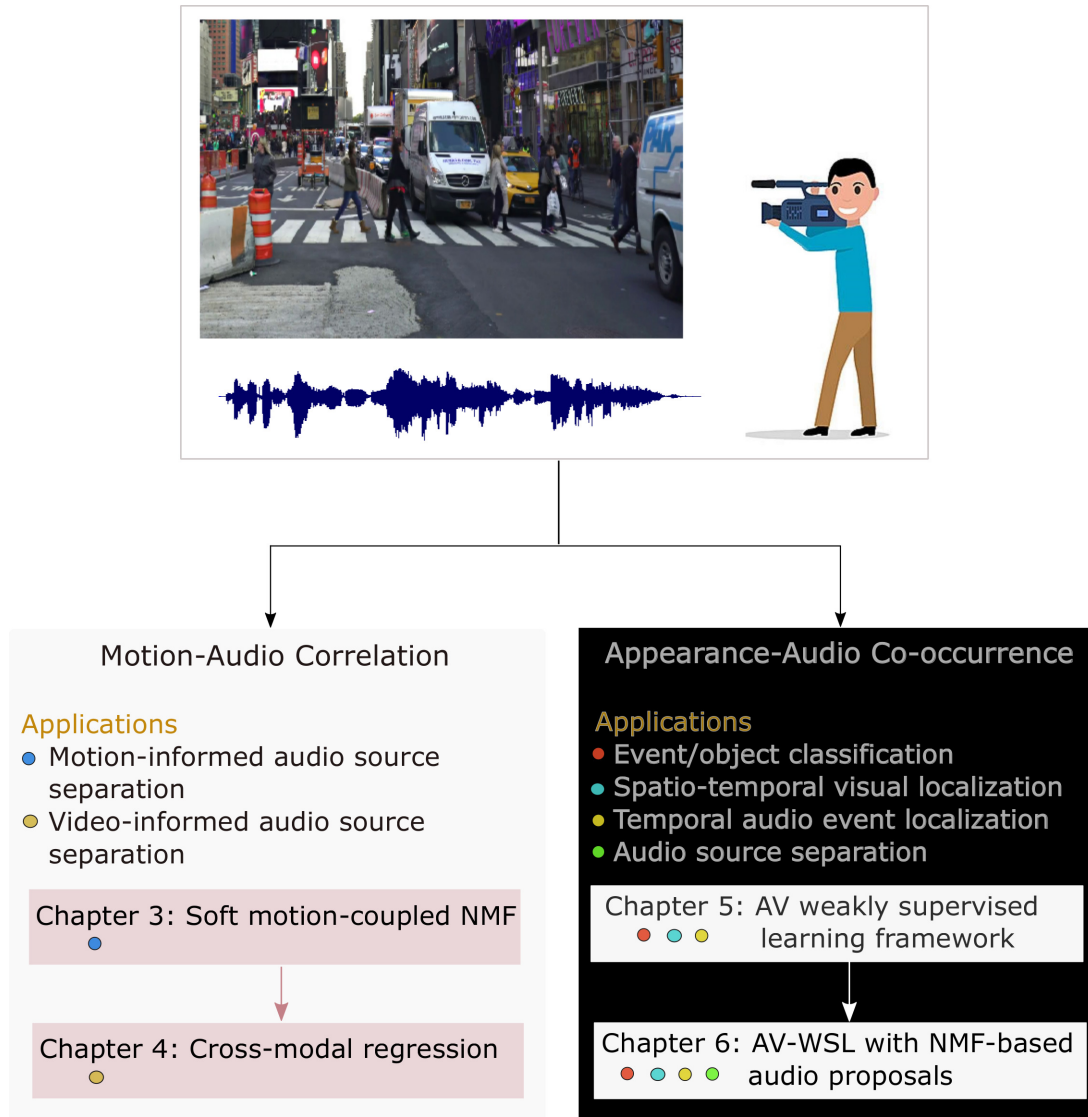 PAK
Motion-Audio Correlation
Applications
Motion-informed audio source
separation
Video-informed audio source
separation
Chapter 3: Soft motion-coupled NMF
Chapter 4: Cross-modal regression
Appearance-Audio Co-occurrence
Applications
Event/object classification
Spatio-temporal visual localization
Temporal audio event localization
Audio source separation
Chapter 5: AV weakly supervised
learning framework
Chapter 6: AV-WSL with NMF-based
audio proposals